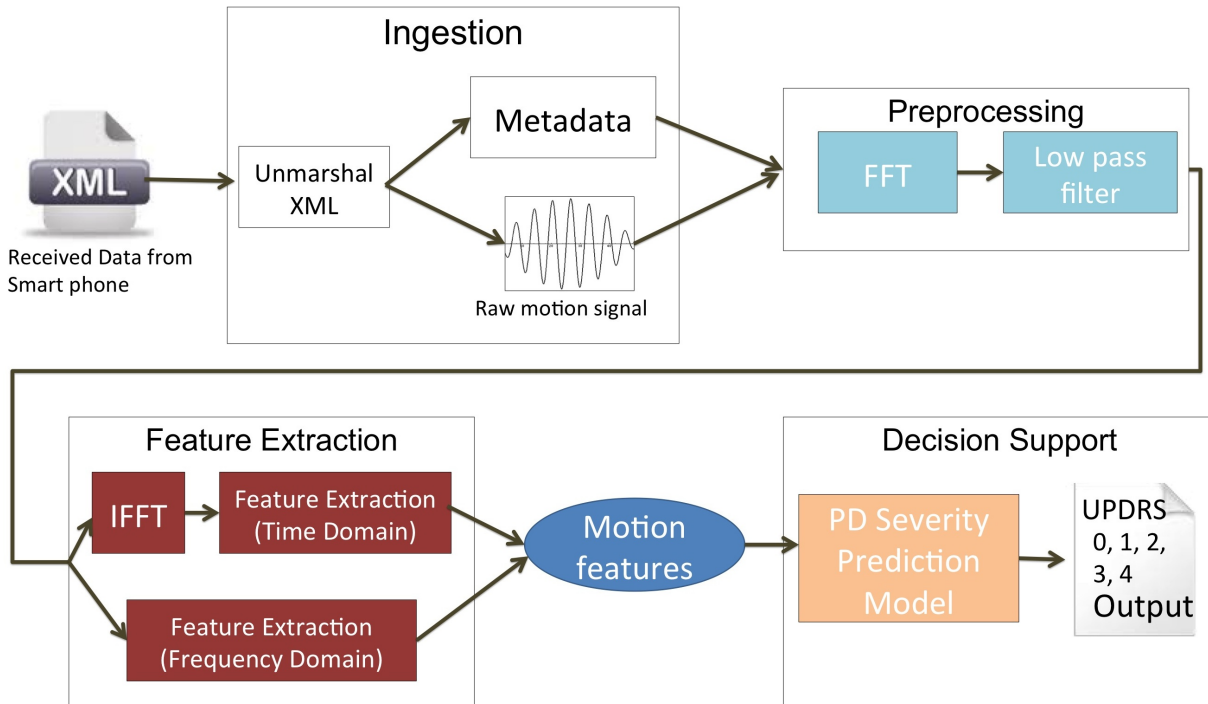 Ingestion
Metadata
XML
Unmarshal
XML
Received Data from
Smart phone
Raw motion signal
Preprocessing
FFT
Low pass
filter
Feature Extraction
IFFT
Feature Extraction
(Time Domain)
Feature Extraction
(Frequency Domain)
Motion
features
Decision Support
PD Severity
Prediction
Model
UPDRS
0, 1, 2,
3, 4
Output